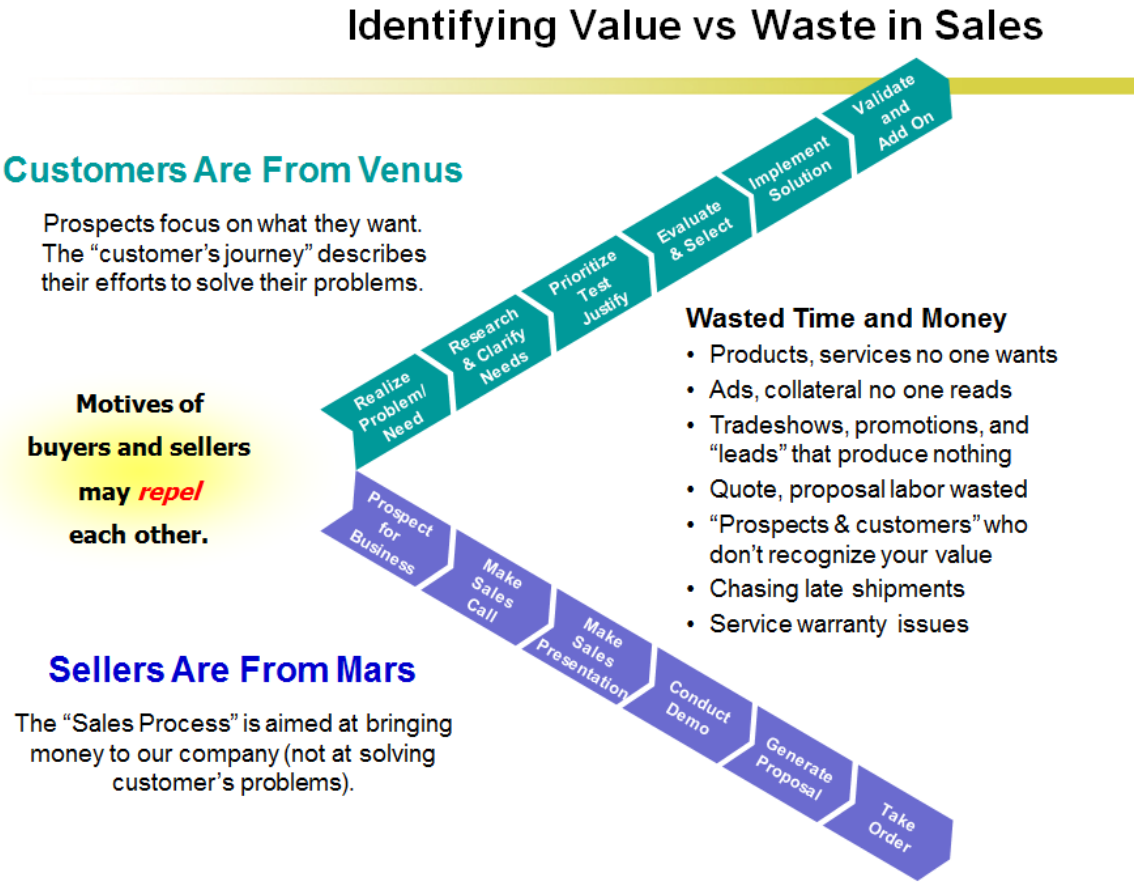 Identifying Value vs Waste in Sales
Customers Are From Venus
Prospects focus on what they want.
The “customer’s journey” describes
their efforts to solve their problems.
Motives of
buyers and sellers
may repel
each other.
Sellers Are From Mars
The “Sales Process” is aimed at bringing
money to our company (not at solving
customer’s problems).
Realize
Problem/
Need
Research
& Clarify
Needs
Prioritize
Test
Justify
Evaluate
& Select
Implement
Solution
Validate
and
Add On
Prospect
for
Business
Make
Sales
Call
Make
Sales
Presentation
Conduct
Demo
Generate
Proposal
Take
Order
Wasted Time and Money
• Products, services no one wants
• Ads, collateral no one reads
• Tradeshows, promotions, and
“leads” that produce nothing
• Quote, proposal labor wasted
• “Prospects & customers” who
don’t recognize your value
• Chasing late shipments
• Service warranty issues